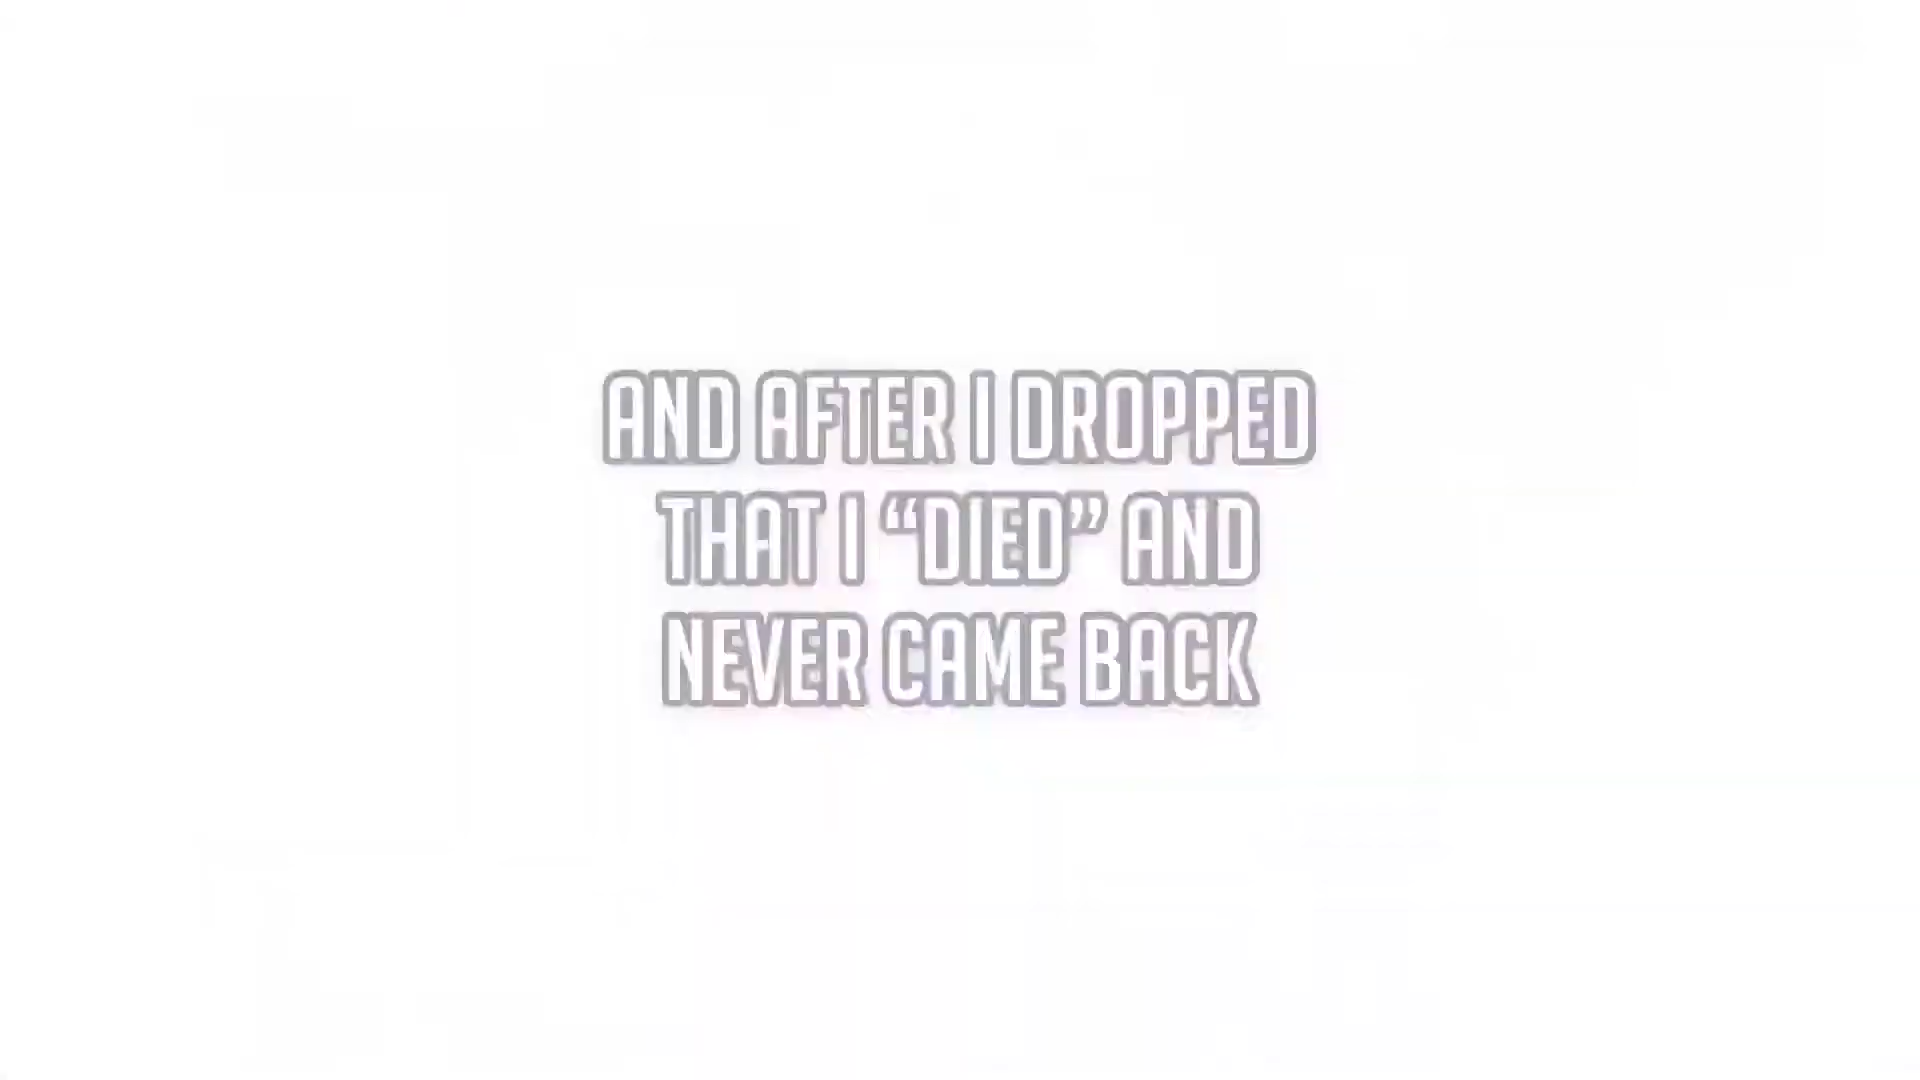 AND AFTER I DROPPED
THAT I “DIED” AND
NEVER CAME BACK